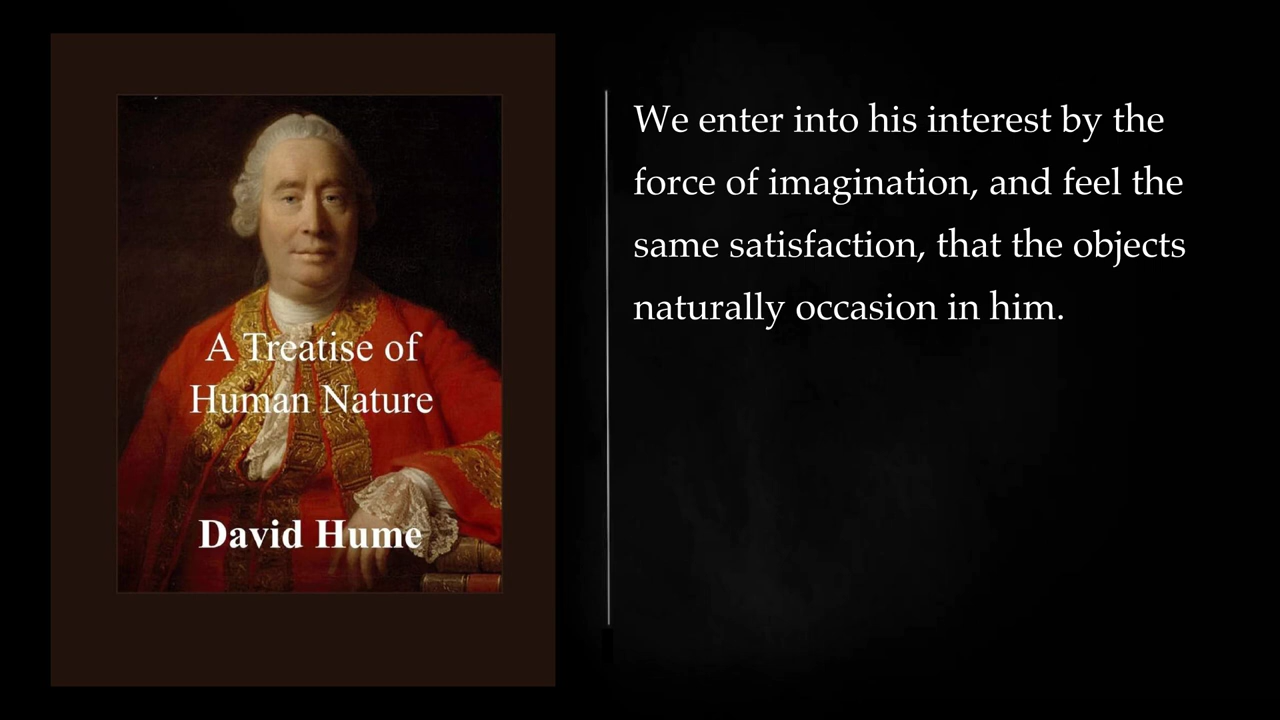 A Treatise of
Human Nature
David Hume
We enter into his interest by the
force of imagination, and feel the
same satisfaction, that the objects
naturally occasion in him.